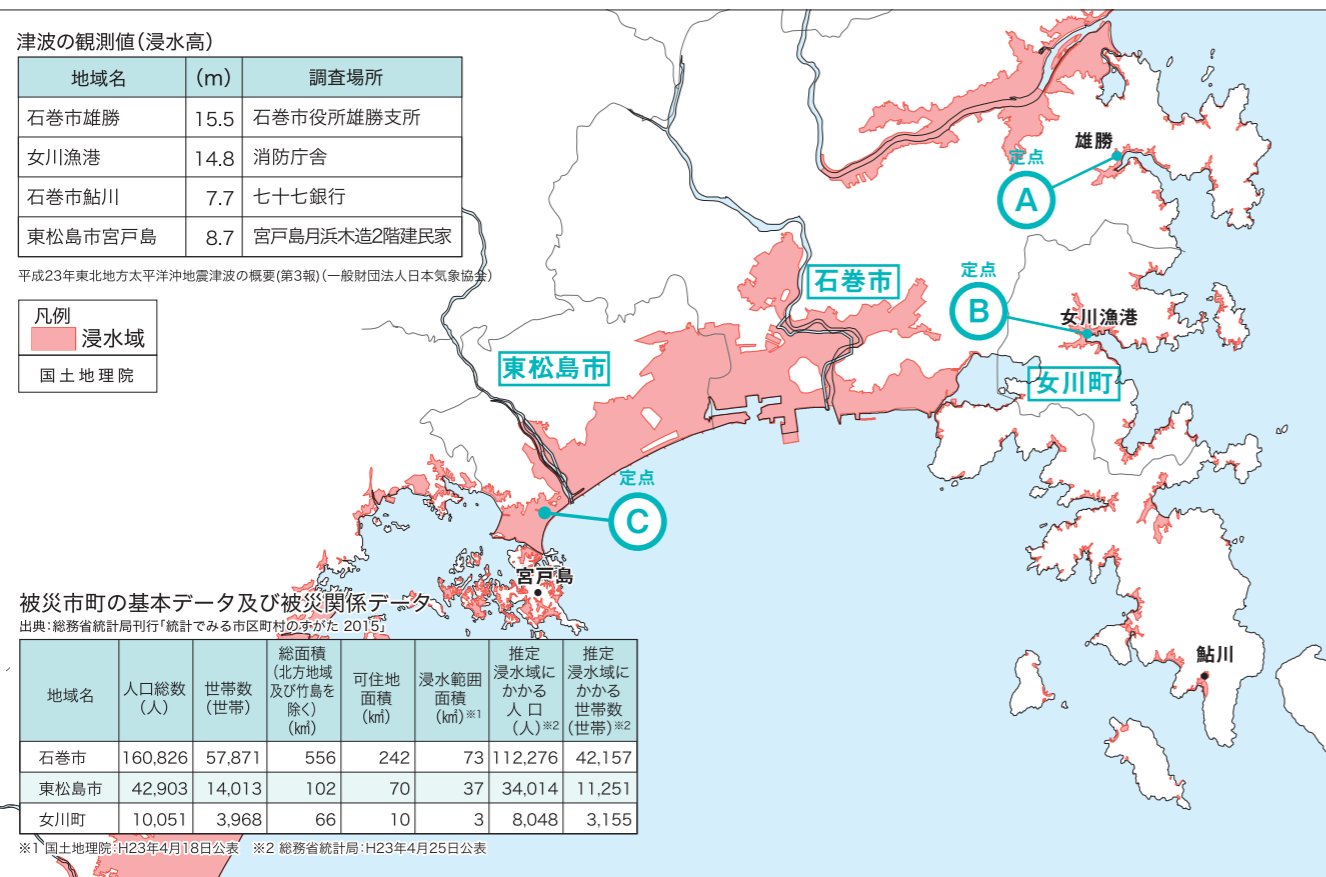 津波の観測値(浸水高)
地域名 (m) 調査場所
石巻市雄勝 15.5 石巻市役所雄勝支所
女川漁港 14.8 消防庁舎
石巻市鮎川 7.7 七十七銀行
東松島市宮戸島 8.7 宮戸島月浜木造2階建民家
平成23年東北地方太平洋沖地震津波の概要(第3報)(一般財団法人日本気象協会)
凡例
浸水域
国土地理院
雄勝
定点
A
石巻市
定点
B
女川漁港
東松島市
女川町
定点
C
宮戸島
鮎川
被災市町の基本データ及び被災関係データ
出典:総務省統計局刊行「統計でみる市区町村のすがた 2015」
地域名
人口総数
(人)
世帯数
(世帯)
総面積
(北方地域
及び竹島を
除く)
(㎢)
可住地
面積
(㎢)
浸水範囲
面積
(㎢)※1
推定
浸水域に
かかる
人口
(人)※2
推定
浸水域に
かかる
世帯数
(世帯)※2
石巻市 160,826 57,871 556 242 73 112,276 42,157
東松島市 42,903 14,013 102 70 37 34,014 11,251
女川町 10,051 3,968 66 10 3 8,048 3,155
※1 国土地理院:H23年4月18日公表 ※2 総務省統計局:H23年4月25日公表